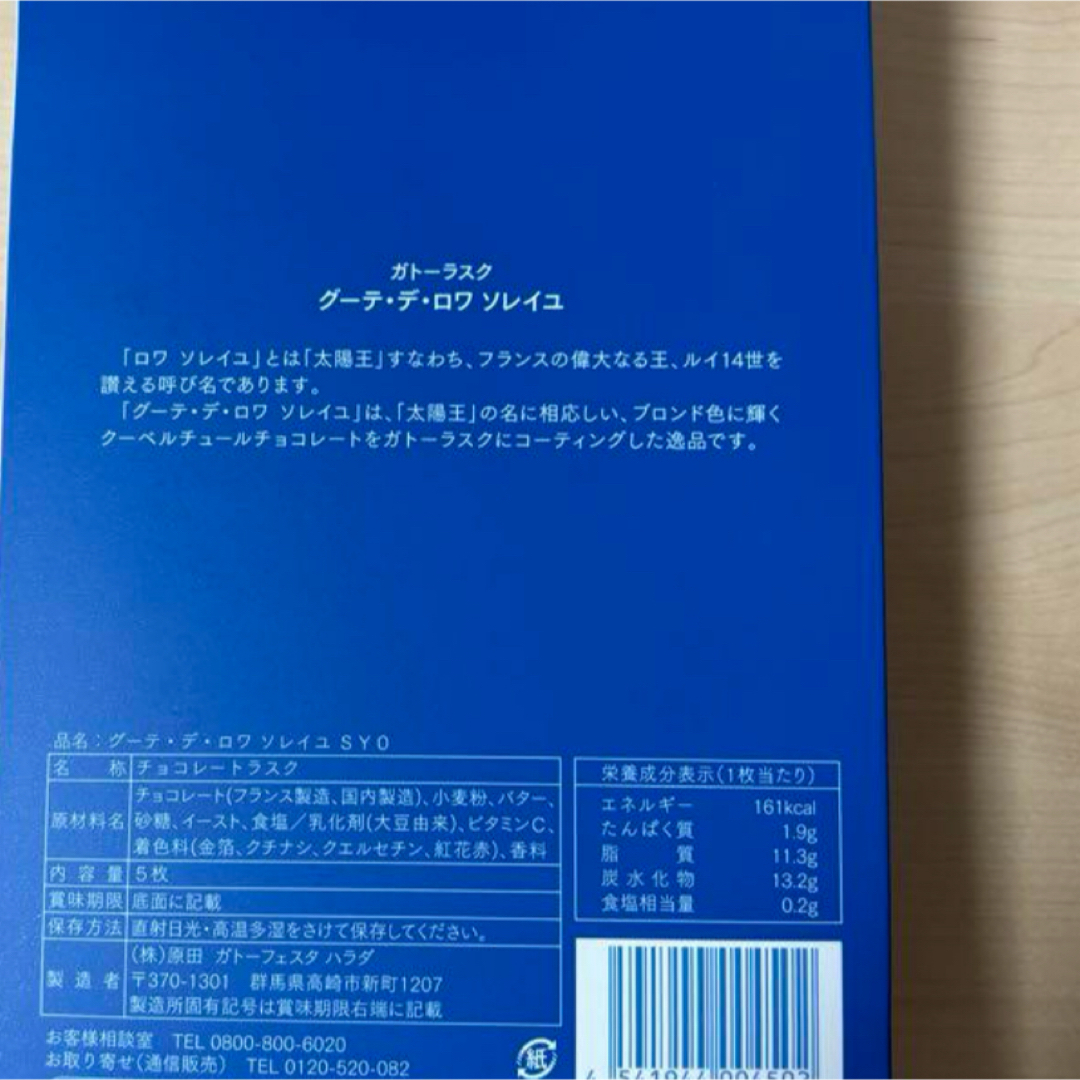 ガトーラスク
グーテ・デ・ロワ ソレイユ
「ロワ ソレイユ」とは「太陽王」すなわち、フランスの偉大なる王、ルイ14世を
讃える呼び名であります。
「グーテ・デ・ロワ ソレイユ」は、「太陽王」の名に相応しい、ブロンド色に輝く
クーベルチュールチョコレートをガトーラスクにコーティングした逸品です。
品名：グーテ・デ・ロワ ソレイユ SY0
名 称 チョコレートラスク
原材料名 チョコレート(フランス製造、国内製造)、小麦粉、バター、
砂糖、イースト、食塩／乳化剤(大豆由来)、ビタミンC、
着色料(金箔、クチナシ、クエルセチン、紅花赤)、香料
内容量 5枚
賞味期限 底面に記載
保存方法 直射日光・高温多湿をさけて保存してください。
製造者 (株)原田 ガトーフェスタ ハラダ
〒370-1301 群馬県高崎市新町1207
製造所固有記号は賞味期限右端に記載
お客様相談室 TEL 0800-800-6020
お取り寄せ(通信販売) TEL 0120-520-082
紙
栄養成分表示(1枚当たり)
エネルギー 161kcal
たんぱく質 1.9g
脂質 11.3g
炭水化物 13.2g
食塩相当量 0.2g
4 541944 004593